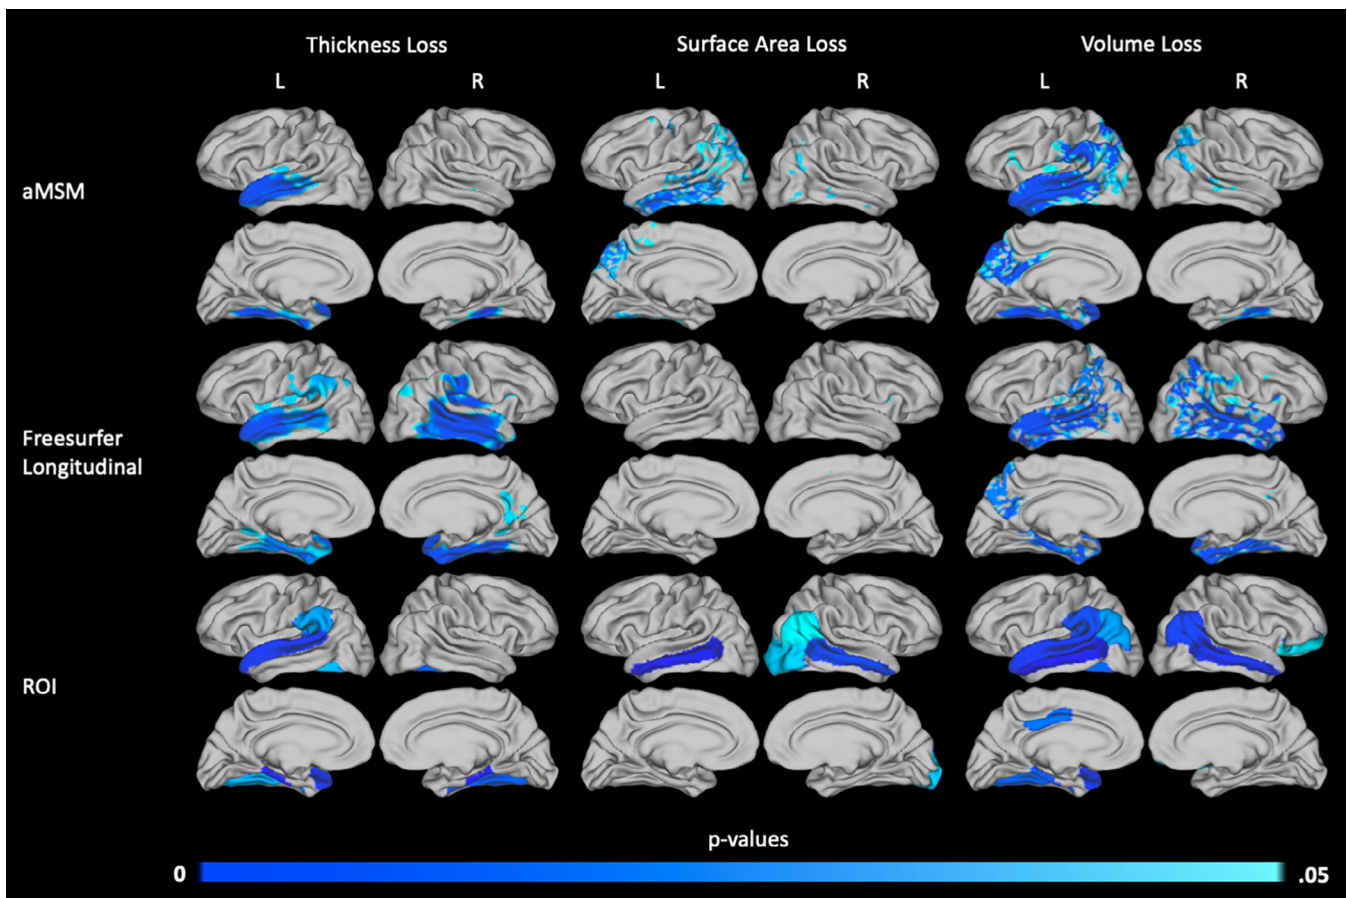 Thickness Loss
Surface Area Loss
Volume Loss
L
R
L
R
L
R
aMSM
Freesurfer
Longitudinal
ROI
p-values
0
.05